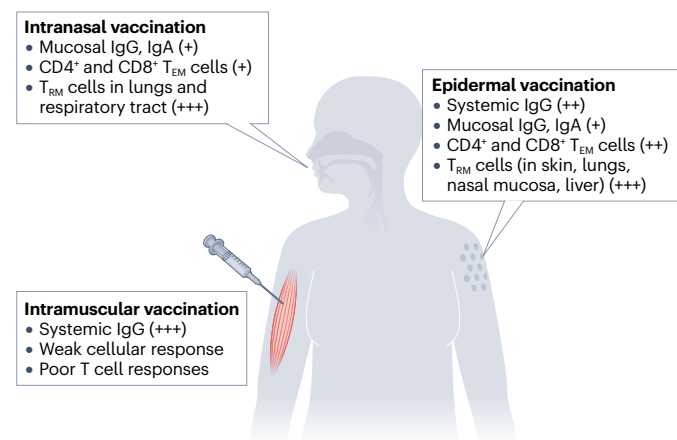 Intranasal vaccination
• Mucosal IgG, IgA (+)
• CD4⁺ and CD8⁺ T_EM cells (+)
• T_RM cells in lungs and
respiratory tract (+++)
Epidermal vaccination
• Systemic IgG (++)
• Mucosal IgG, IgA (+)
• CD4⁺ and CD8⁺ T_EM cells (++)
• T_RM cells (in skin, lungs,
nasal mucosa, liver) (+++)
Intramuscular vaccination
• Systemic IgG (+++)
• Weak cellular response
• Poor T cell responses